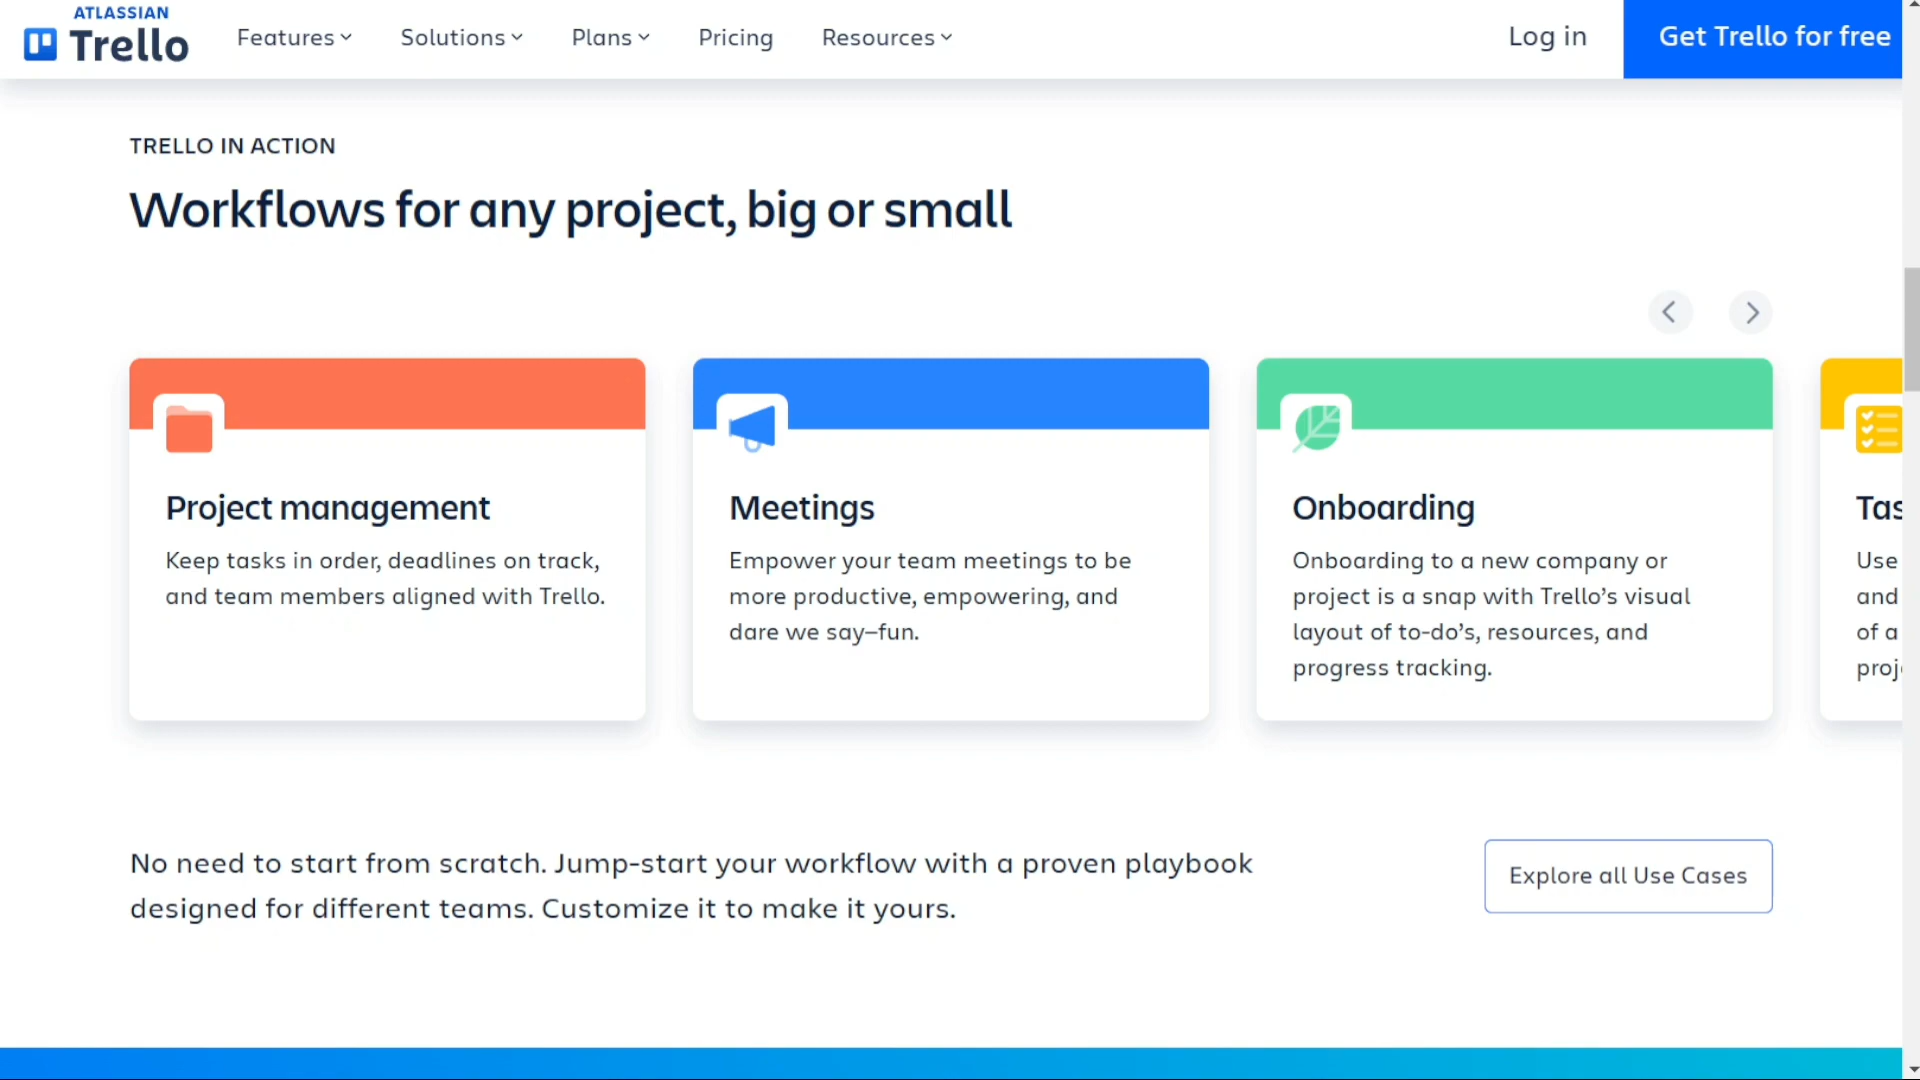 ATLASSIAN
Trello
Features
Solutions
Plans
Pricing
Resources
Log in
Get Trello for free
TRELLO IN ACTION
Workflows for any project, big or small
Project management
Keep tasks in order, deadlines on track,
and team members aligned with Trello.
Meetings
Empower your team meetings to be
more productive, empowering, and
dare we say–fun.
Onboarding
Onboarding to a new company or
project is a snap with Trello’s visual
layout of to-do’s, resources, and
progress tracking.
Tas
Use
and
of a
proj
No need to start from scratch. Jump-start your workflow with a proven playbook
designed for different teams. Customize it to make it yours.
Explore all Use Cases